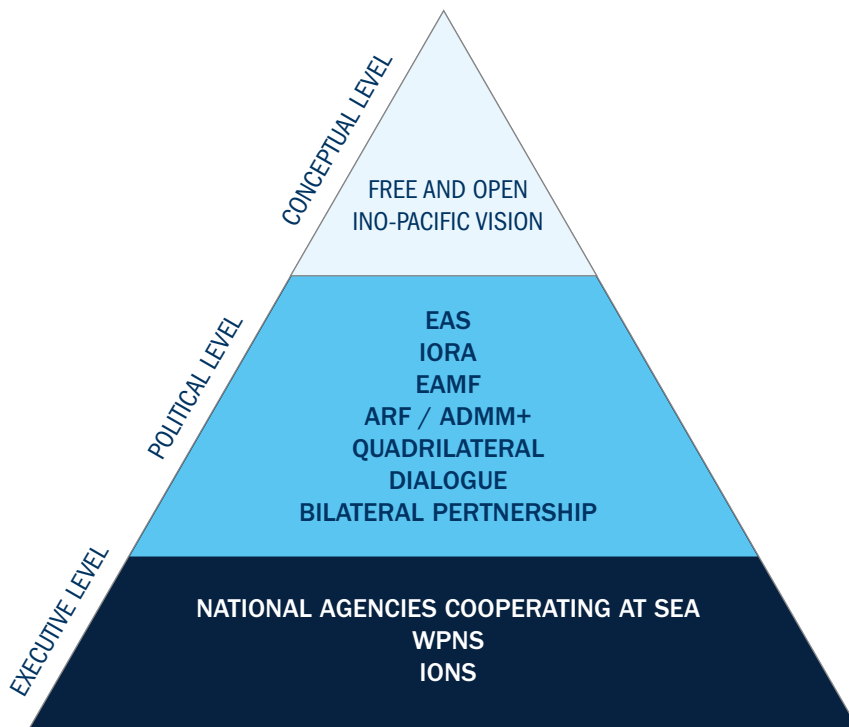 CONCEPTUAL LEVEL
FREE AND OPEN
INO-PACIFIC VISION
POLITICAL LEVEL
EAS
IORA
EAMF
ARF / ADMM+
QUADRILATERAL
DIALOGUE
BILATERAL PERTNERSHIP
EXECUTIVE LEVEL
NATIONAL AGENCIES COOPERATING AT SEA
WPNS
IONS